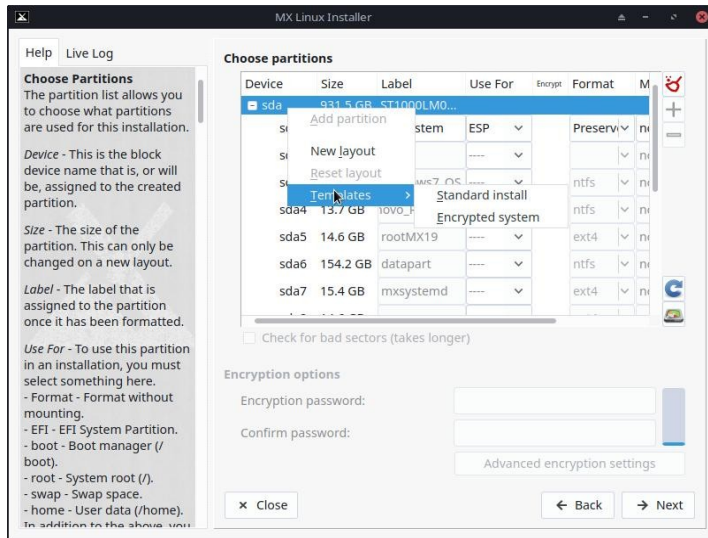 MX Linux Installer
Help
Live Log
Choose Partitions
The partition list allows you
to choose what partitions
are used for this installation.
Device - This is the block
device name that is, or will
be, assigned to the created
partition.
Size - The size of the
partition. This can only be
changed on a new layout.
Label - The label that is
assigned to the partition
once it has been formatted.
Use For - To use this partition
in an installation, you must
select something here.
- Format - Format without
mounting.
- EFI - EFI System Partition.
- boot - Boot manager (/
boot).
- root - System root (/).
- swap - Swap space.
- home - User data (/home).
In addition to the above, you
Choose partitions
Device Size Label Use For Encrypt Format M
sda 931.5 GB ST1000LM0...
Add partition
New layout
Reset layout
Templates
Standard install
Encrypted system
stem ESP Preserv
----
ws7_OS ntfs
sda4 13.7 GB ntfs
sda5 14.6 GB rootMX19 ---- ext4
sda6 154.2 GB datapart ---- ntfs
sda7 15.4 GB mxsystemd ---- ext4
Check for bad sectors (takes longer)
Encryption options
Encryption password:
Confirm password:
Advanced encryption settings
Close
Back
Next